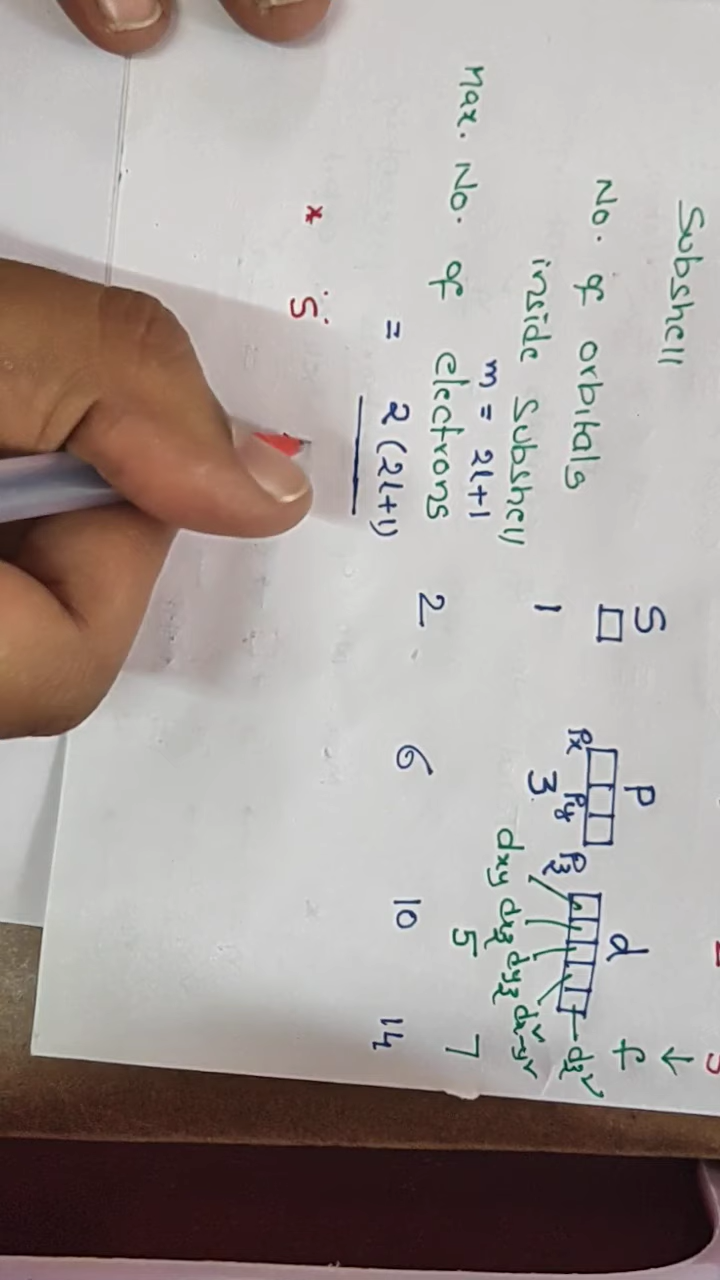 Subshell S P d f
No. of orbitals
Px Py Pz
inside subshell 1 3 5 7
dxy dxz dyz dx²-y² dz²
m = 2l+1
Max. No. of electrons 2 6 10 14
= 2(2l+1)
* S